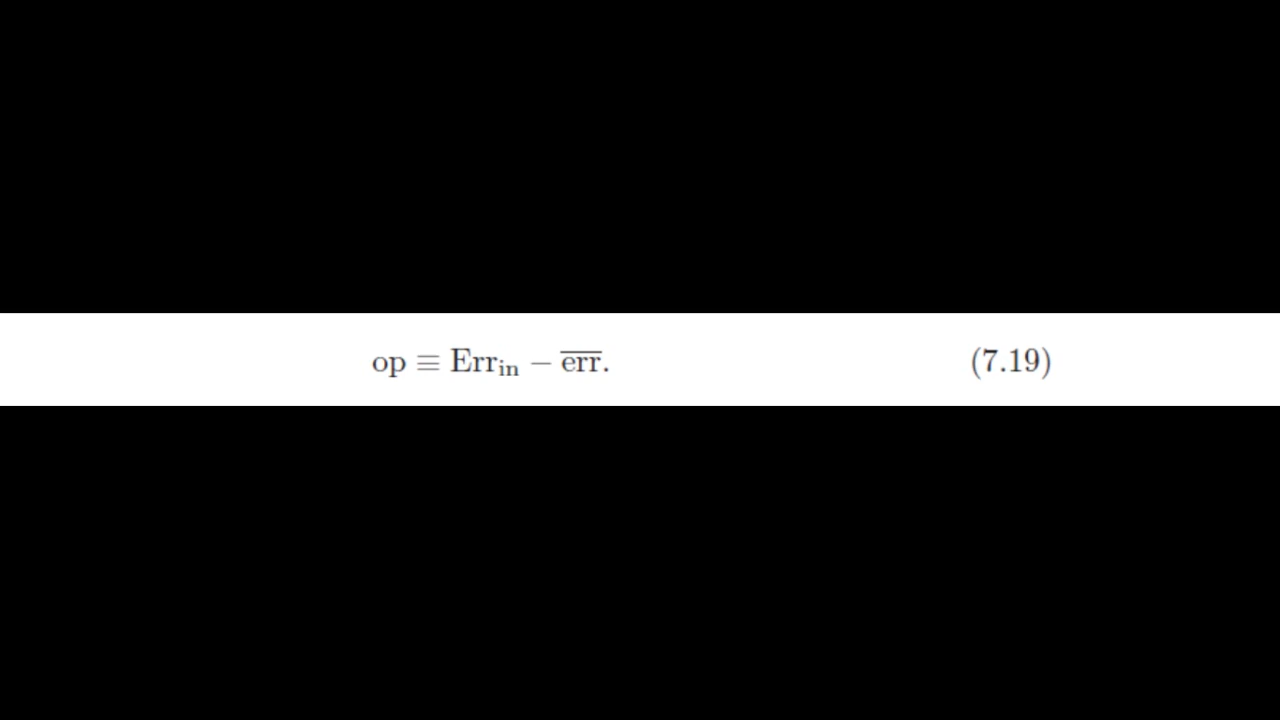 op ≡ Err_in − \overline{err}. (7.19)